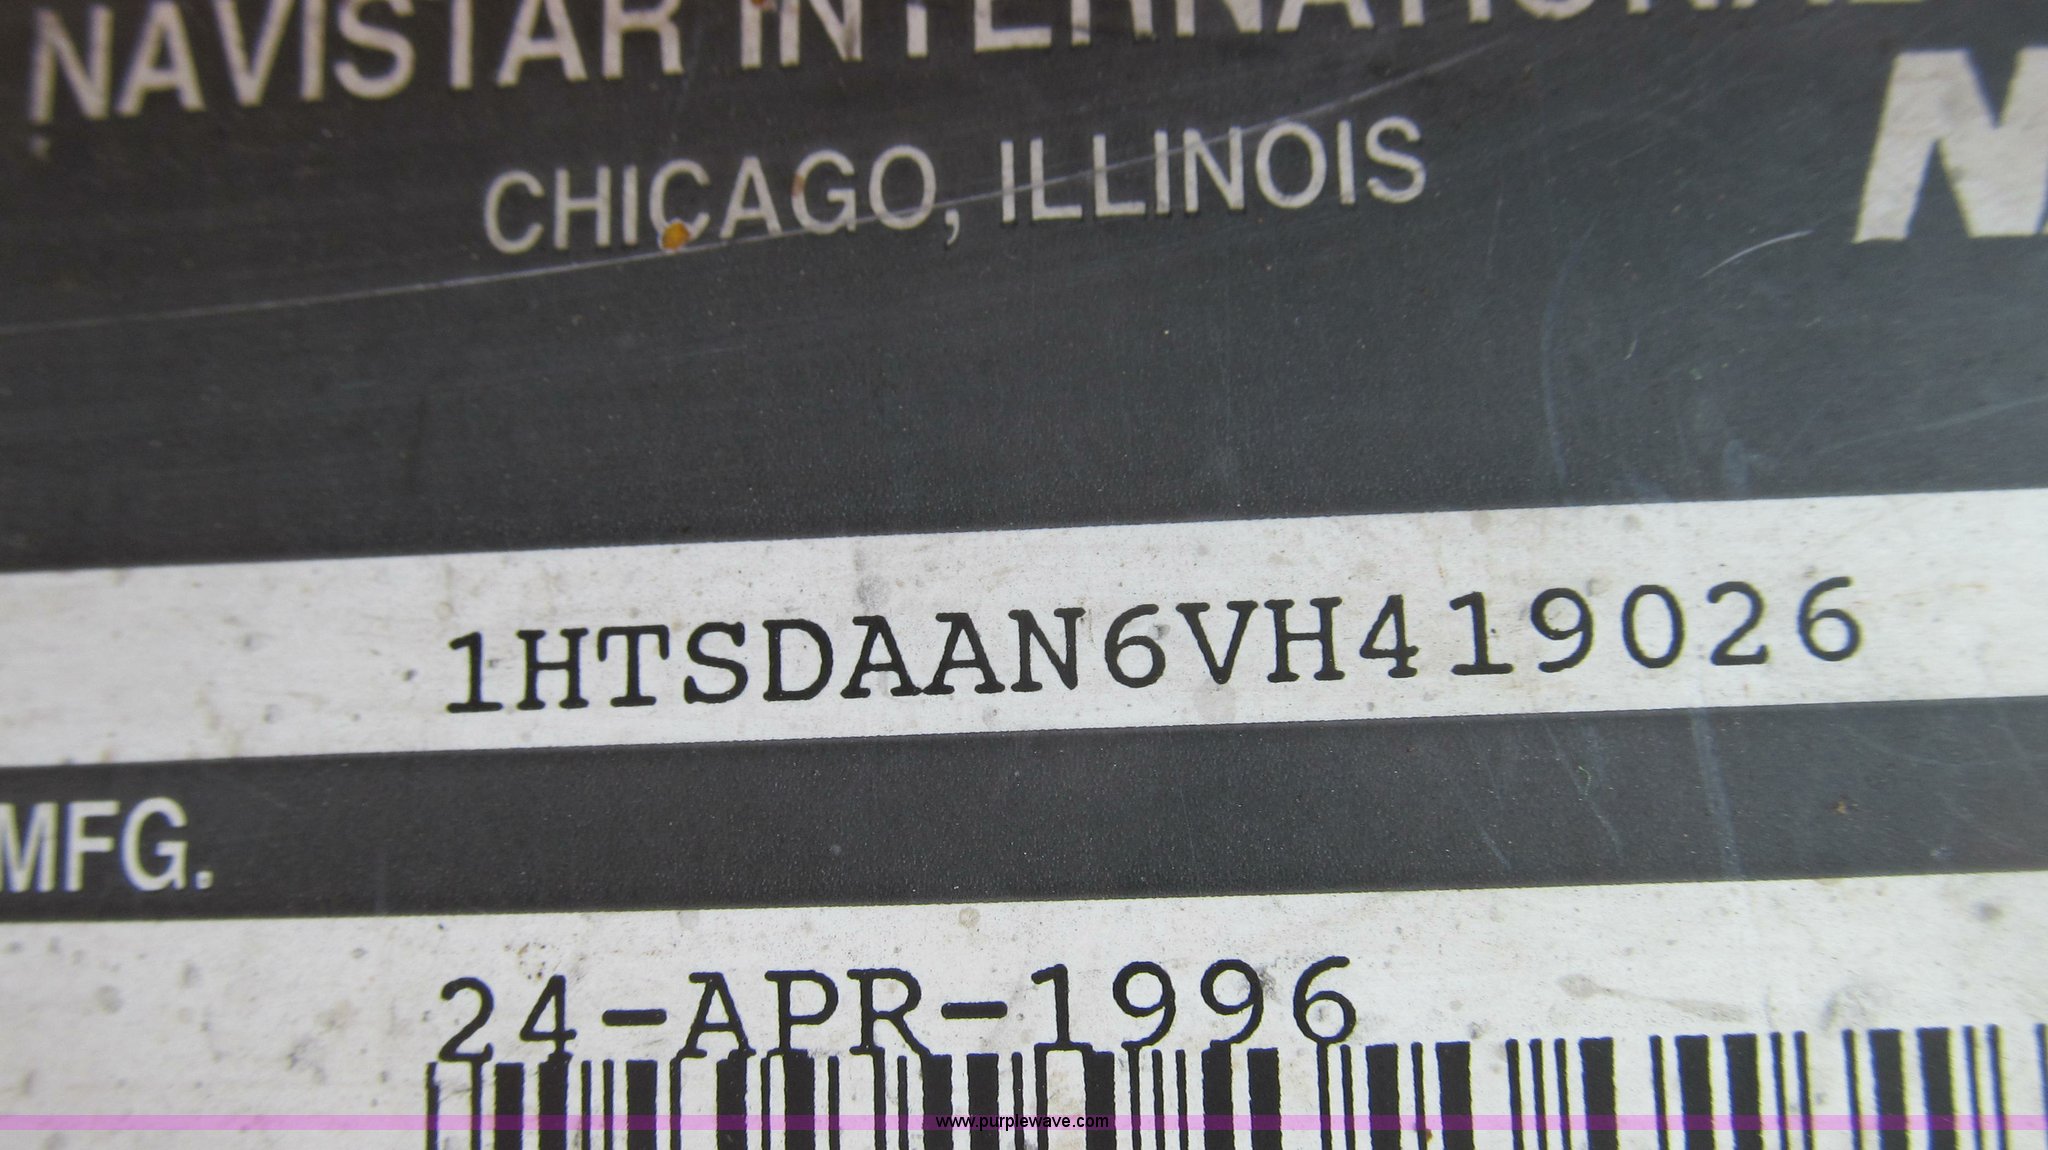 NAVISTAR INTERNATIONAL
CHICAGO, ILLINOIS
1HTSDAAN6VH419026
MFG.
24-APR-1996
www.purplewave.com